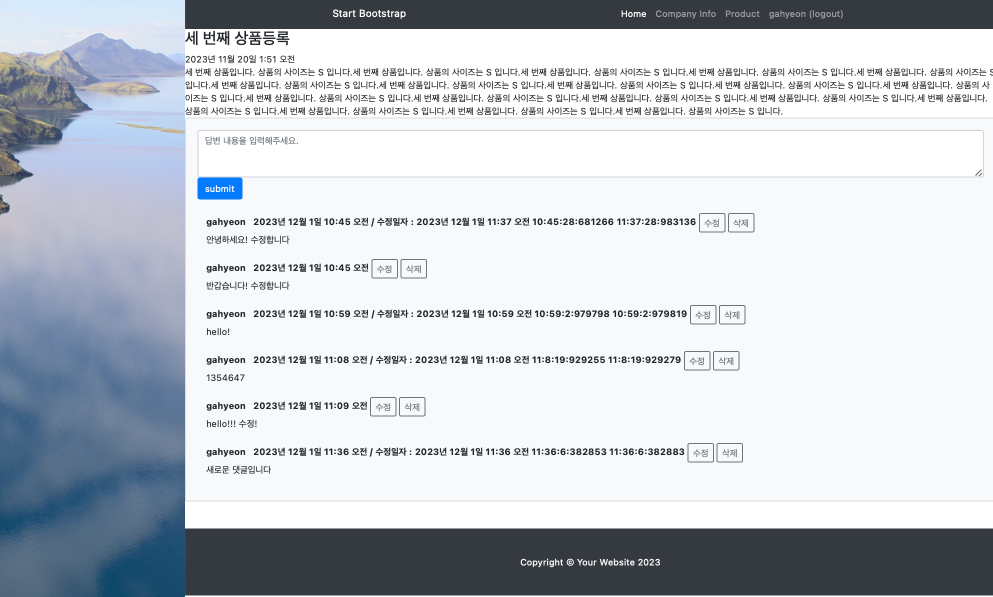 Start Bootstrap Home Company Info Product gahyeon (logout)
세 번째 상품등록
2023년 11월 20일 1:51 오전
세 번째 상품입니다. 상품의 사이즈는 S 입니다.세 번째 상품입니다. 상품의 사이즈는 S 입니다.세 번째 상품입니다. 상품의 사이즈는 S 입니다.세 번째 상품입니다. 상품의 사이즈는 S 입니다.세 번째 상품입니다. 상품의 사이즈는 S
입니다.세 번째 상품입니다. 상품의 사이즈는 S 입니다.세 번째 상품입니다. 상품의 사이즈는 S 입니다.세 번째 상품입니다. 상품의 사이즈는 S 입니다.세 번째 상품입니다. 상품의 사이즈는 S 입니다.세 번째 상품입니다. 상품의 사
이즈는 S 입니다.세 번째 상품입니다. 상품의 사이즈는 S 입니다.세 번째 상품입니다. 상품의 사이즈는 S 입니다.세 번째 상품입니다. 상품의 사이즈는 S 입니다.세 번째 상품입니다. 상품의 사이즈는 S 입니다.세 번째 상품입니다.
상품의 사이즈는 S 입니다.세 번째 상품입니다. 상품의 사이즈는 S 입니다.세 번째 상품입니다. 상품의 사이즈는 S 입니다.세 번째 상품입니다. 상품의 사이즈는 S 입니다.
답변 내용을 입력해주세요.
submit
gahyeon 2023년 12월 1일 10:45 오전 / 수정일자 : 2023년 12월 1일 11:37 오전 10:45:28:681266 11:37:28:983136 수정 삭제
안녕하세요! 수정합니다
gahyeon 2023년 12월 1일 10:45 오전 수정 삭제
반갑습니다! 수정합니다
gahyeon 2023년 12월 1일 10:59 오전 / 수정일자 : 2023년 12월 1일 10:59 오전 10:59:2:979798 10:59:2:979819 수정 삭제
hello!
gahyeon 2023년 12월 1일 11:08 오전 / 수정일자 : 2023년 12월 1일 11:08 오전 11:8:19:929255 11:8:19:929279 수정 삭제
1354647
gahyeon 2023년 12월 1일 11:09 오전 수정 삭제
hello!!! 수정!
gahyeon 2023년 12월 1일 11:36 오전 / 수정일자 : 2023년 12월 1일 11:36 오전 11:36:6:382853 11:36:6:382883 수정 삭제
새로운 댓글입니다
Copyright © Your Website 2023